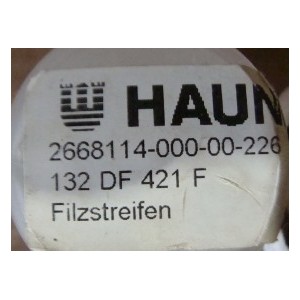 HAUN
2668114-000-00-226
132 DF 421 F
Filzstreifen